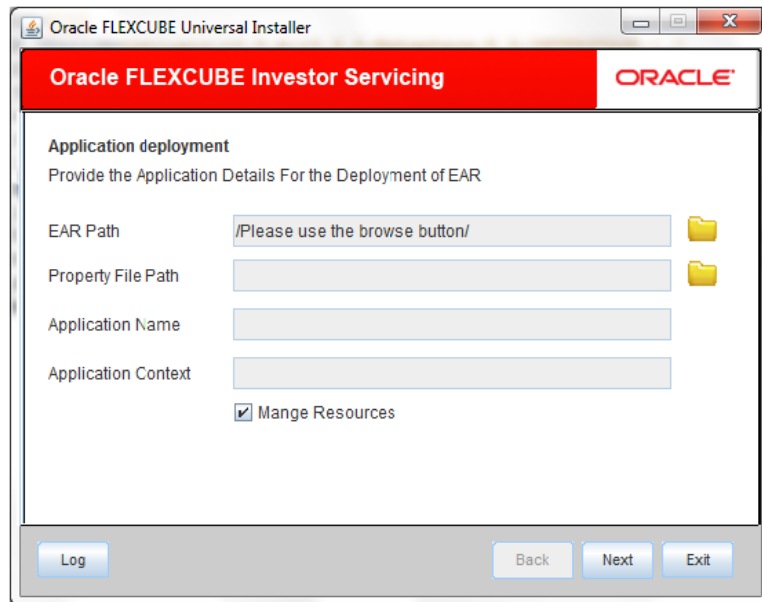 Oracle FLEXCUBE Universal Installer
Oracle FLEXCUBE Investor Servicing
ORACLE
Application deployment
Provide the Application Details For the Deployment of EAR
EAR Path /Please use the browse button/
Property File Path
Application Name
Application Context
Mange Resources
Log Back Next Exit